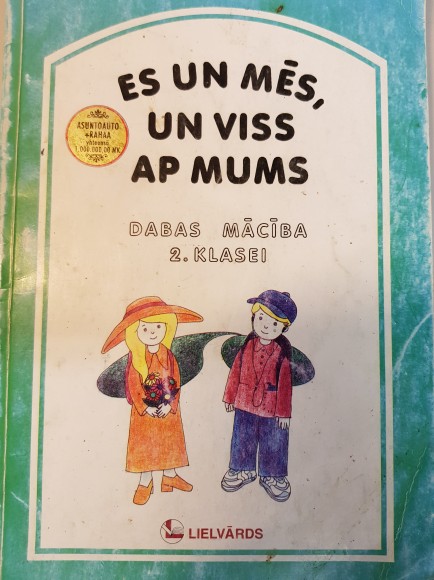 ES UN MĒS,
UN VISS
AP MUMS
ASUNTOAUTO
+RAHAA
yhteensä
1.000.000.00 MK
DABAS MĀCĪBA
2. KLASEI
LIELVĀRDS